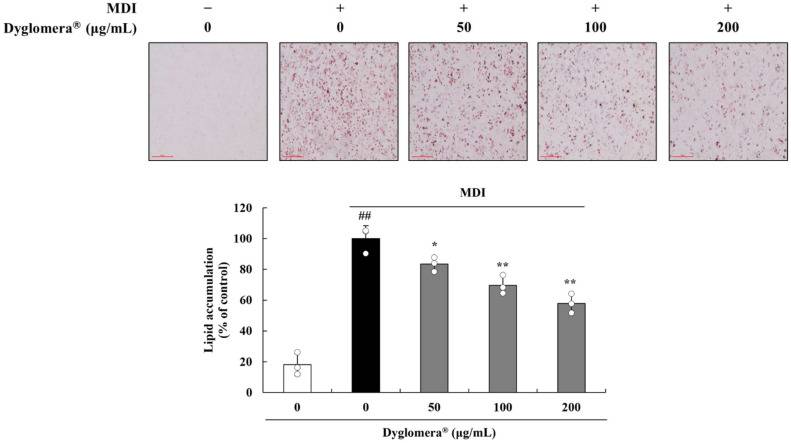 MDI − + + + +
Dyglomera® (µg/mL) 0 0 50 100 200
MDI
120
100
80
60
40
20
0
Lipid accumulation
(% of control)
##
*
**
**
0 0 50 100 200
Dyglomera® (µg/mL)